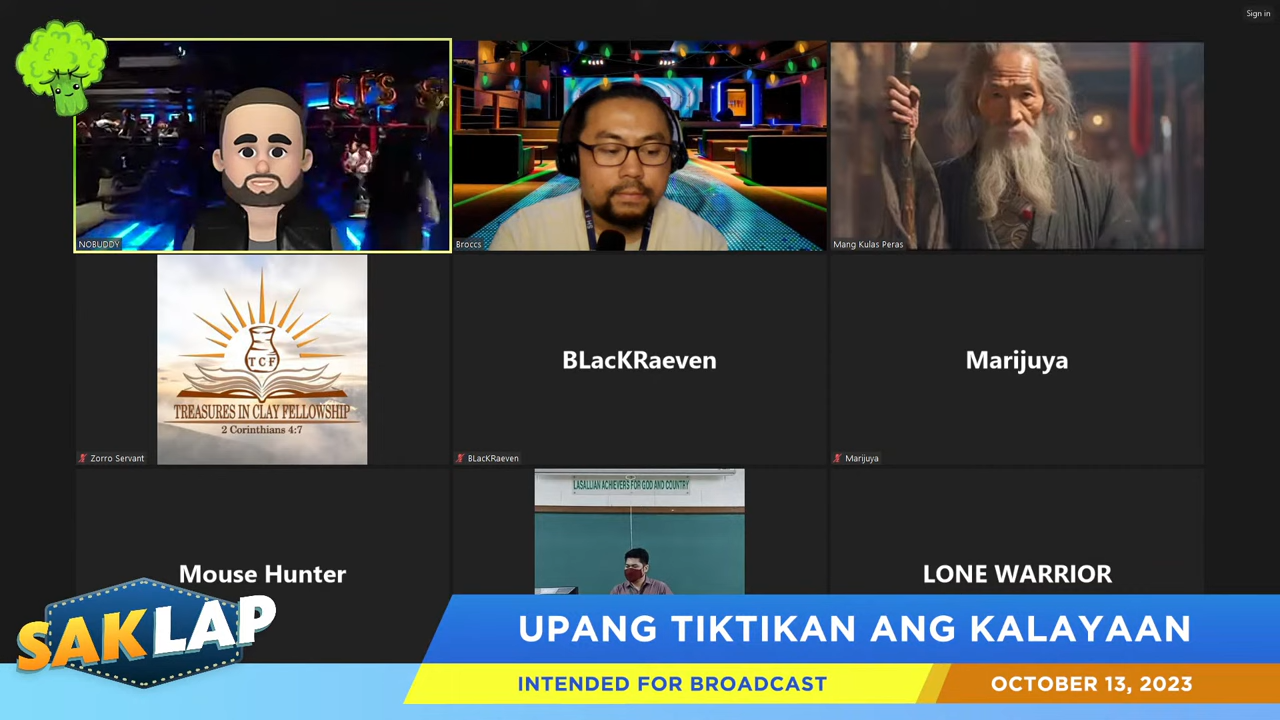 Sign in
NOBUDDY
Broccs
Mang Kulas Peras
T C F
TREASURES IN CLAY FELLOWSHIP
2 Corinthians 4:7
Zorro Servant
BLacKRaeven
BLacKRaeven
Marijuya
Marijuya
Mouse Hunter
LASALLIAN ACHIEVERS FOR GOD AND COUNTRY
LONE WARRIOR
SAKLAP
UPANG TIKTIKAN ANG KALAYAAN
INTENDED FOR BROADCAST
OCTOBER 13, 2023